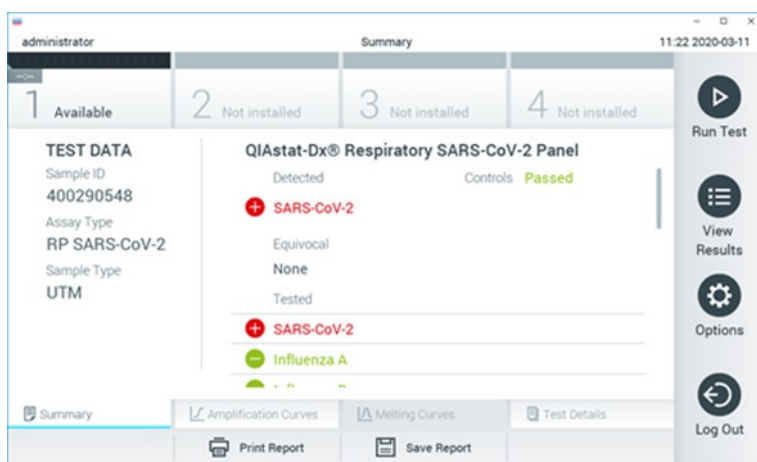 administrator Summary 11:22 2020-03-11
1 Available 2 Not installed 3 Not installed 4 Not installed
Run Test
View Results
Options
Log Out
TEST DATA
Sample ID
400290548
Assay Type
RP SARS-CoV-2
Sample Type
UTM
QIAstat-Dx® Respiratory SARS-CoV-2 Panel
Detected Controls Passed
SARS-CoV-2
Equivocal
None
Tested
SARS-CoV-2
Influenza A
Summary Amplification Curves Melting Curves Test Details
Print Report Save Report